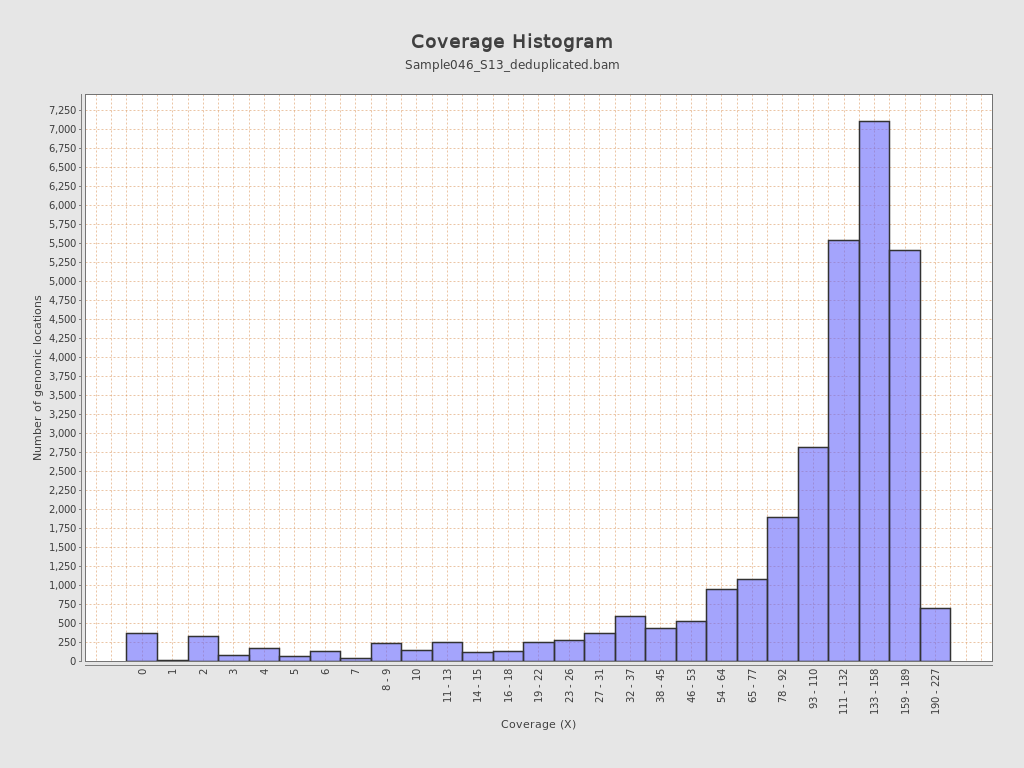 Coverage Histogram
Sample046_S13_deduplicated.bam
Number of genomic locations
7,250
7,000
6,750
6,500
6,250
6,000
5,750
5,500
5,250
5,000
4,750
4,500
4,250
4,000
3,750
3,500
3,250
3,000
2,750
2,500
2,250
2,000
1,750
1,500
1,250
1,000
750
500
250
0
0
1
2
3
4
5
6
7
8 - 9
10
11 - 13
14 - 15
16 - 18
19 - 22
23 - 26
27 - 31
32 - 37
38 - 45
46 - 53
54 - 64
65 - 77
78 - 92
93 - 110
111 - 132
133 - 158
159 - 189
190 - 227
Coverage (X)